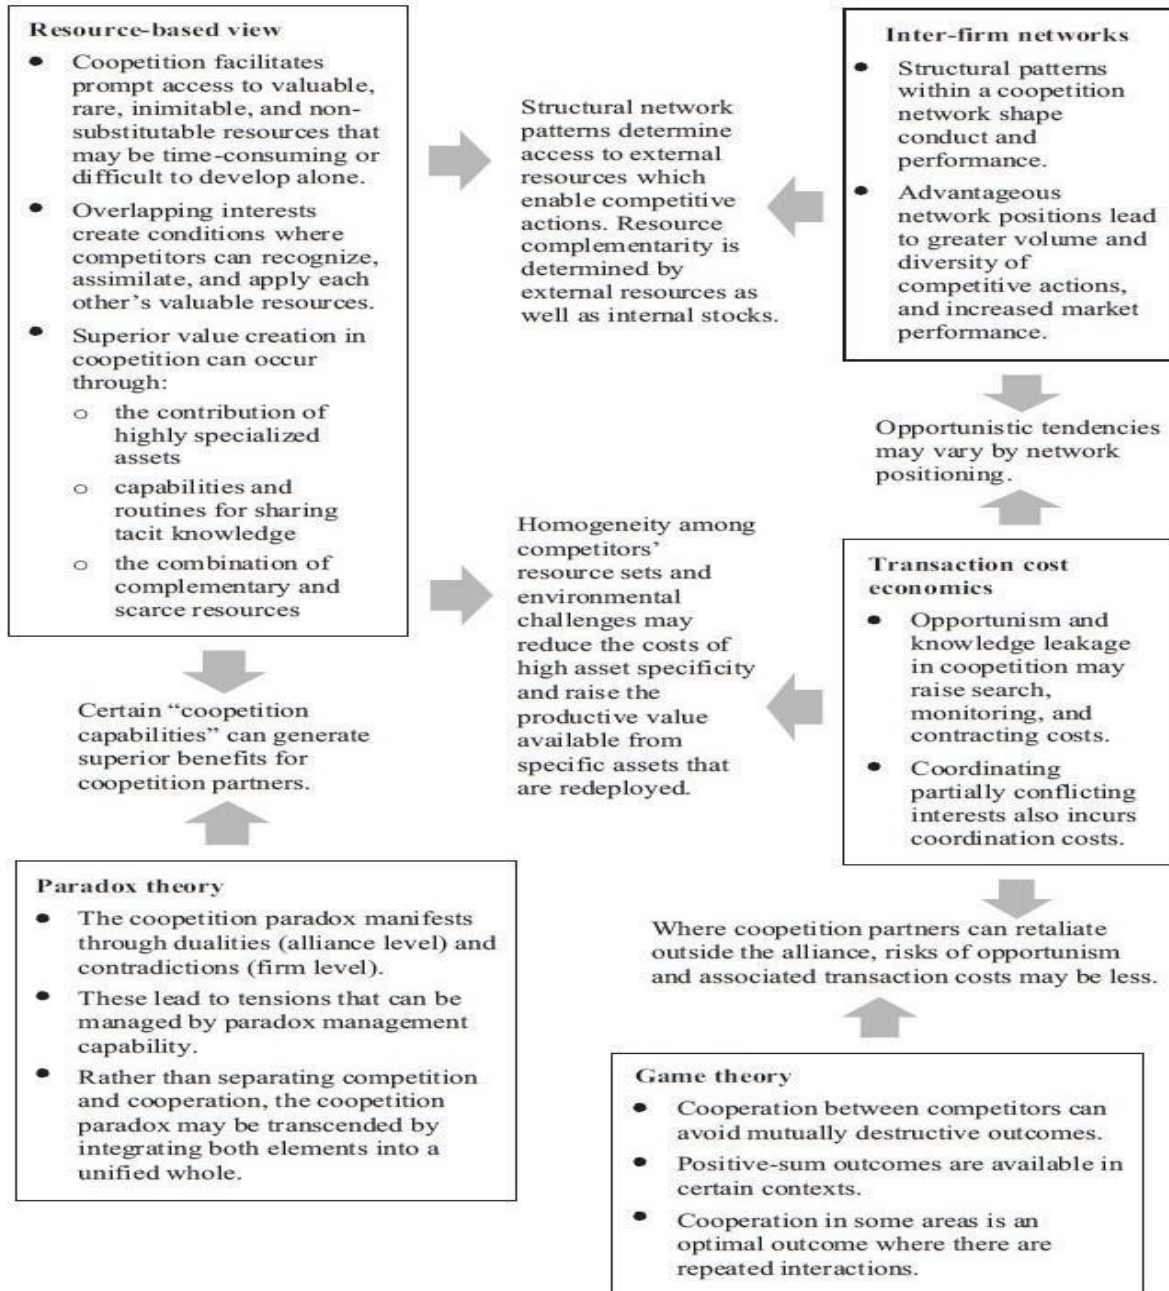 Resource-based view
● Coopetition facilitates
prompt access to valuable,
rare, inimitable, and non-
substitutable resources that
may be time-consuming or
difficult to develop alone.
● Overlapping interests
create conditions where
competitors can recognize,
assimilate, and apply each
other's valuable resources.
● Superior value creation in
coopetition can occur
through:
○ the contribution of
highly specialized
assets
○ capabilities and
routines for sharing
tacit knowledge
○ the combination of
complementary and
scarce resources
Structural network
patterns determine
access to external
resources which
enable competitive
actions. Resource
complementarity is
determined by
external resources as
well as internal stocks.
Inter-firm networks
● Structural patterns
within a coopetition
network shape
conduct and
performance.
● Advantageous
network positions lead
to greater volume and
diversity of
competitive actions,
and increased market
performance.
Opportunistic tendencies
may vary by network
positioning.
Homogeneity among
competitors'
resource sets and
environmental
challenges may
reduce the costs of
high asset specificity
and raise the
productive value
available from
specific assets that
are redeployed.
Transaction cost
economics
● Opportunism and
knowledge leakage
in coopetition may
raise search,
monitoring, and
contracting costs.
● Coordinating
partially conflicting
interests also incurs
coordination costs.
Certain “coopetition
capabilities” can generate
superior benefits for
coopetition partners.
Paradox theory
● The coopetition paradox manifests
through dualities (alliance level) and
contradictions (firm level).
● These lead to tensions that can be
managed by paradox management
capability.
● Rather than separating competition
and cooperation, the coopetition
paradox may be transcended by
integrating both elements into a
unified whole.
Where coopetition partners can retaliate
outside the alliance, risks of opportunism
and associated transaction costs may be less.
Game theory
● Cooperation between competitors can
avoid mutually destructive outcomes.
● Positive-sum outcomes are available in
certain contexts.
● Cooperation in some areas is an
optimal outcome where there are
repeated interactions.